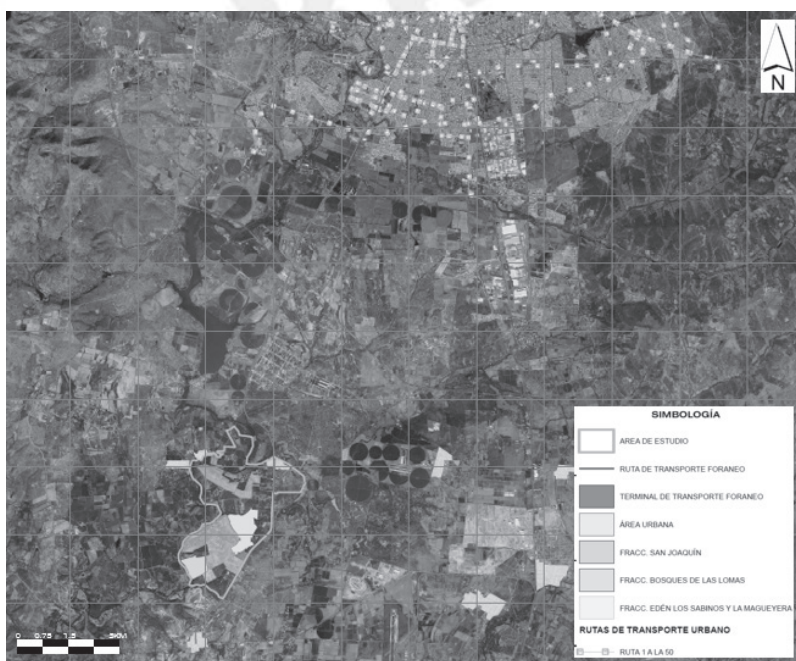 N
SIMBOLOGÍA
AREA DE ESTUDIO
RUTA DE TRANSPORTE FORANEO
TERMINAL DE TRANSPORTE FORANEO
ÁREA URBANA
FRACC. SAN JOAQUÍN
FRACC. BOSQUES DE LAS LOMAS
FRACC. EDÉN LOS SABINOS Y LA MAGUEYERA
RUTAS DE TRANSPORTE URBANO
RUTA 1 A LA 50
0 0.75 1.5 3KM